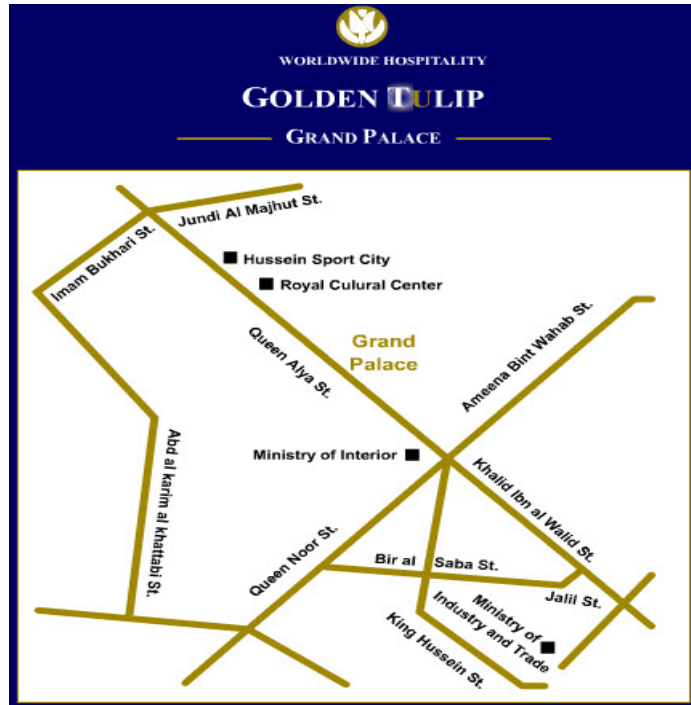 WORLDWIDE HOSPITALITY
GOLDEN TULIP
GRAND PALACE
Jundi Al Majhut St.
Imam Bukhari St.
Hussein Sport City
Royal Culural Center
Queen Alya St.
Grand
Palace
Ameena Bint Wahab St.
Abd al karim al khattabi St.
Ministry of Interior
Khalid Ibn al Walid St.
Queen Noor St.
Bir al Saba St.
Jalil St.
Ministry of
Industry and Trade
King Hussein St.